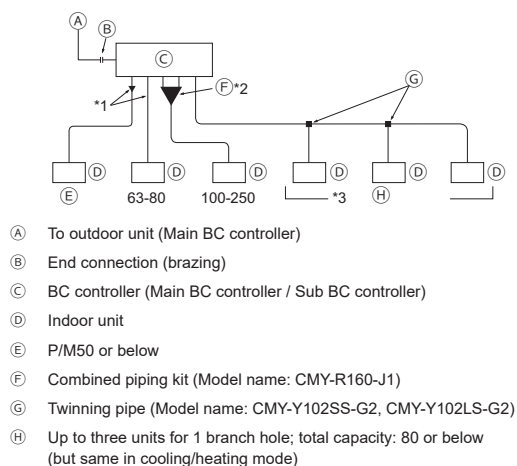 Ⓐ
Ⓑ
Ⓒ
Ⓕ*2
Ⓖ
*1
Ⓓ Ⓓ Ⓓ Ⓓ Ⓓ Ⓓ
Ⓔ 63-80 100-250 *3 Ⓗ
Ⓐ To outdoor unit (Main BC controller)
Ⓑ End connection (brazing)
Ⓒ BC controller (Main BC controller / Sub BC controller)
Ⓓ Indoor unit
Ⓔ P/M50 or below
Ⓕ Combined piping kit (Model name: CMY-R160-J1)
Ⓖ Twinning pipe (Model name: CMY-Y102SS-G2, CMY-Y102LS-G2)
Ⓗ Up to three units for 1 branch hole; total capacity: 80 or below
(but same in cooling/heating mode)